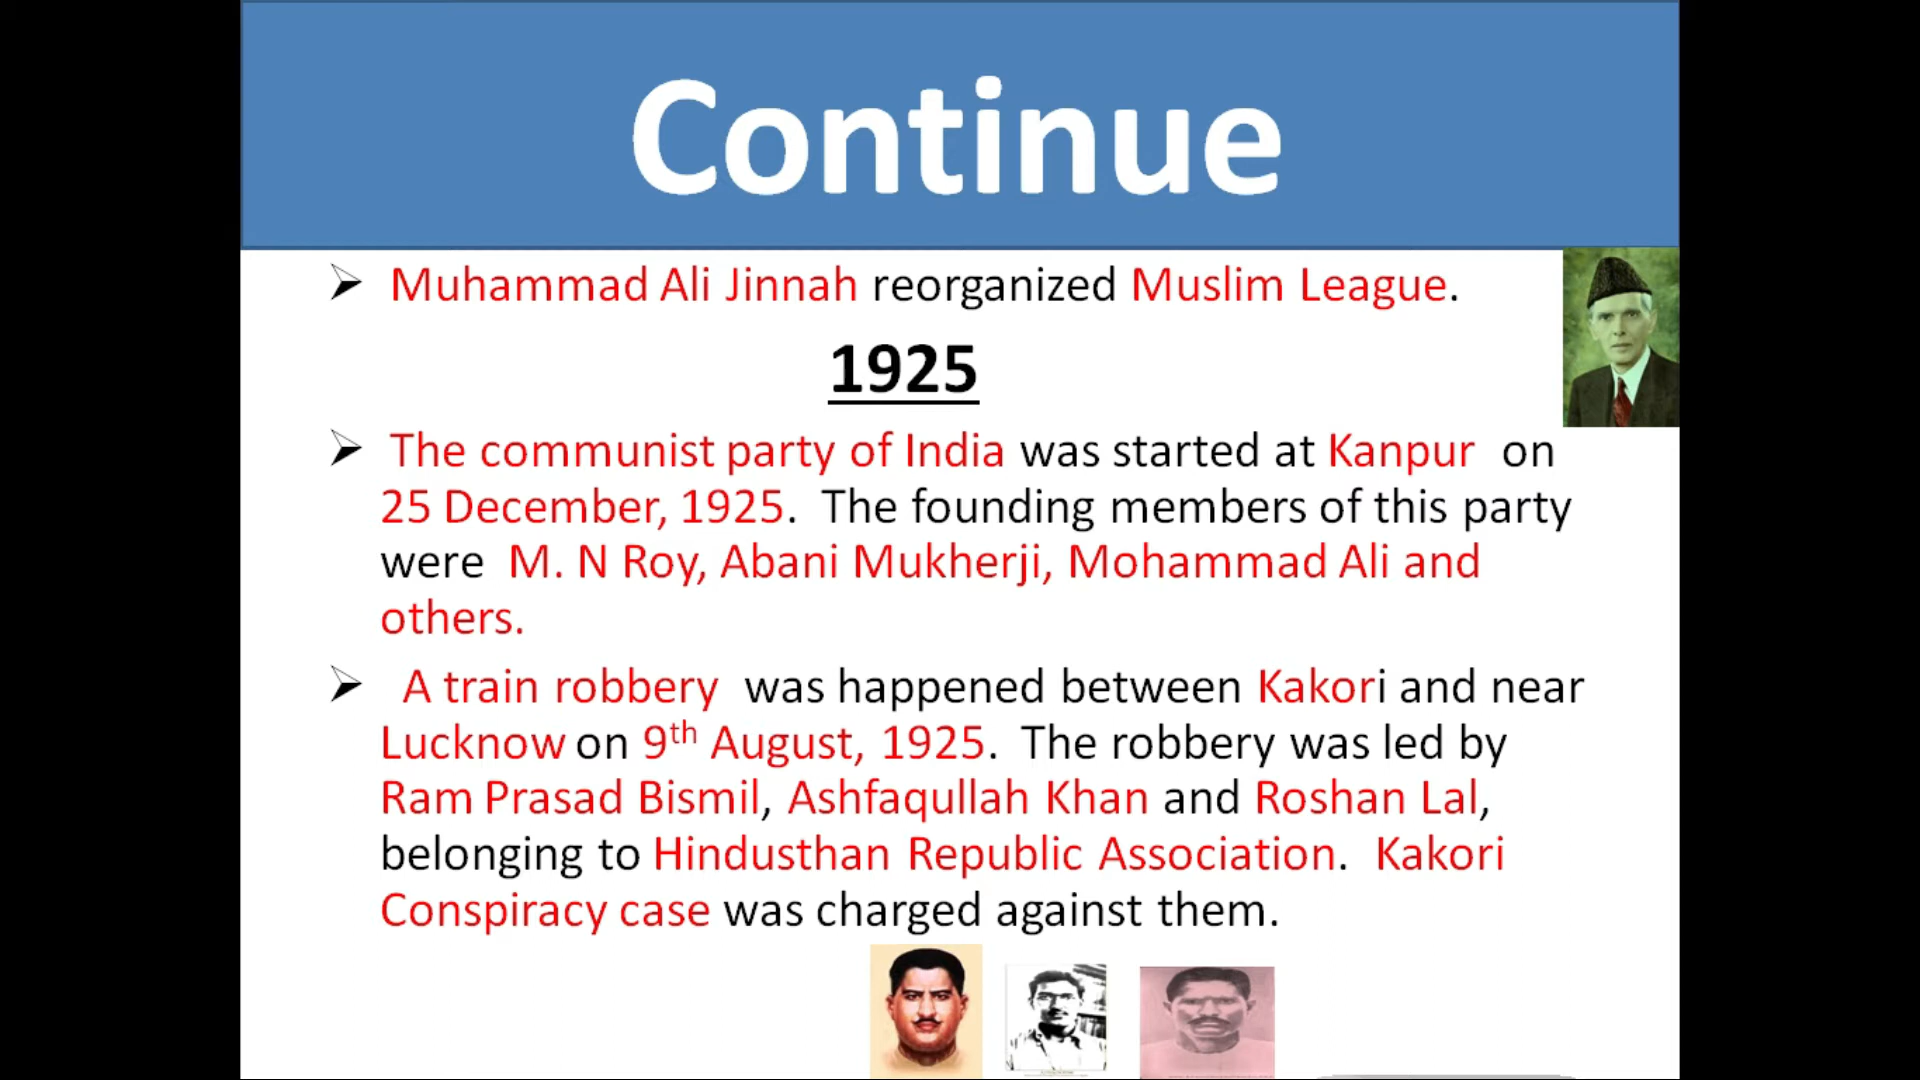 Continue
Muhammad Ali Jinnah reorganized Muslim League.
1925
The communist party of India was started at Kanpur on
25 December, 1925. The founding members of this party
were M. N Roy, Abani Mukherji, Mohammad Ali and
others.
A train robbery was happened between Kakori and near
Lucknow on 9th August, 1925. The robbery was led by
Ram Prasad Bismil, Ashfaqullah Khan and Roshan Lal,
belonging to Hindusthan Republic Association. Kakori
Conspiracy case was charged against them.